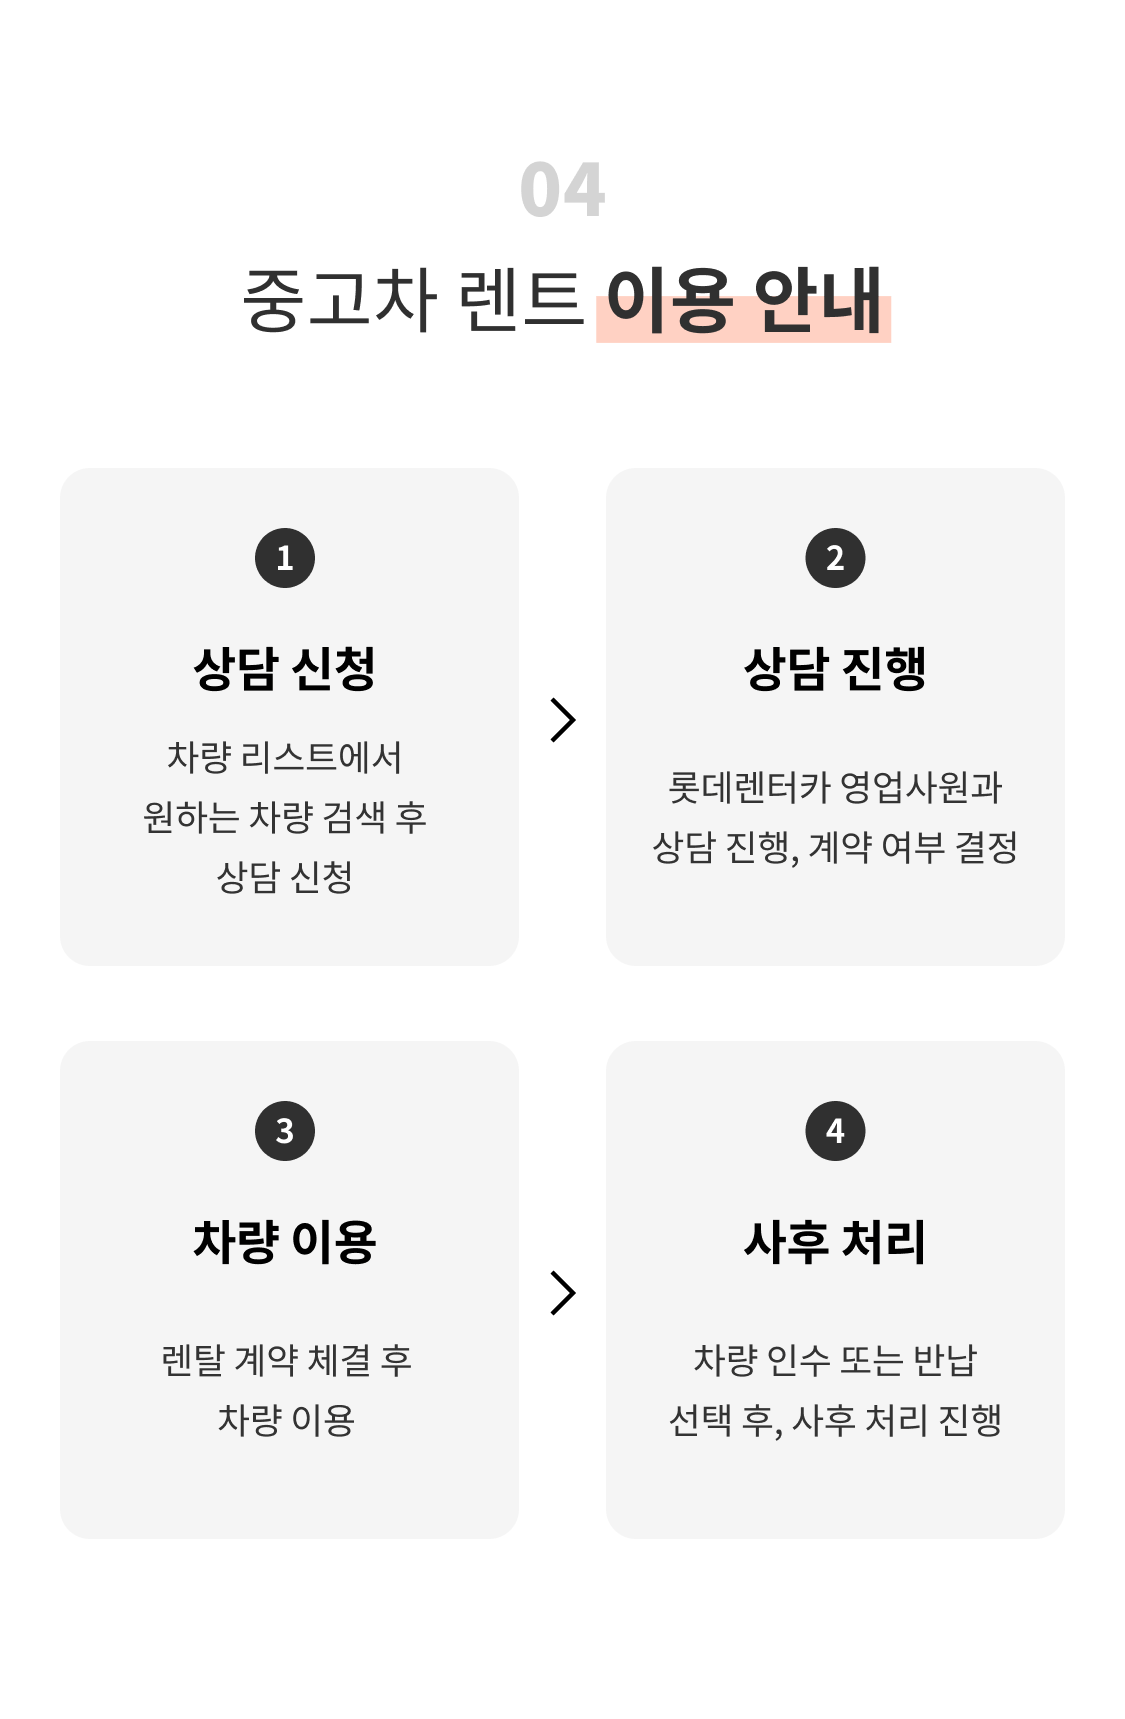 04
중고차 렌트 이용 안내
1
상담 신청
차량 리스트에서
원하는 차량 검색 후
상담 신청
2
상담 진행
롯데렌터카 영업사원과
상담 진행, 계약 여부 결정
3
차량 이용
렌탈 계약 체결 후
차량 이용
4
사후 처리
차량 인수 또는 반납
선택 후, 사후 처리 진행